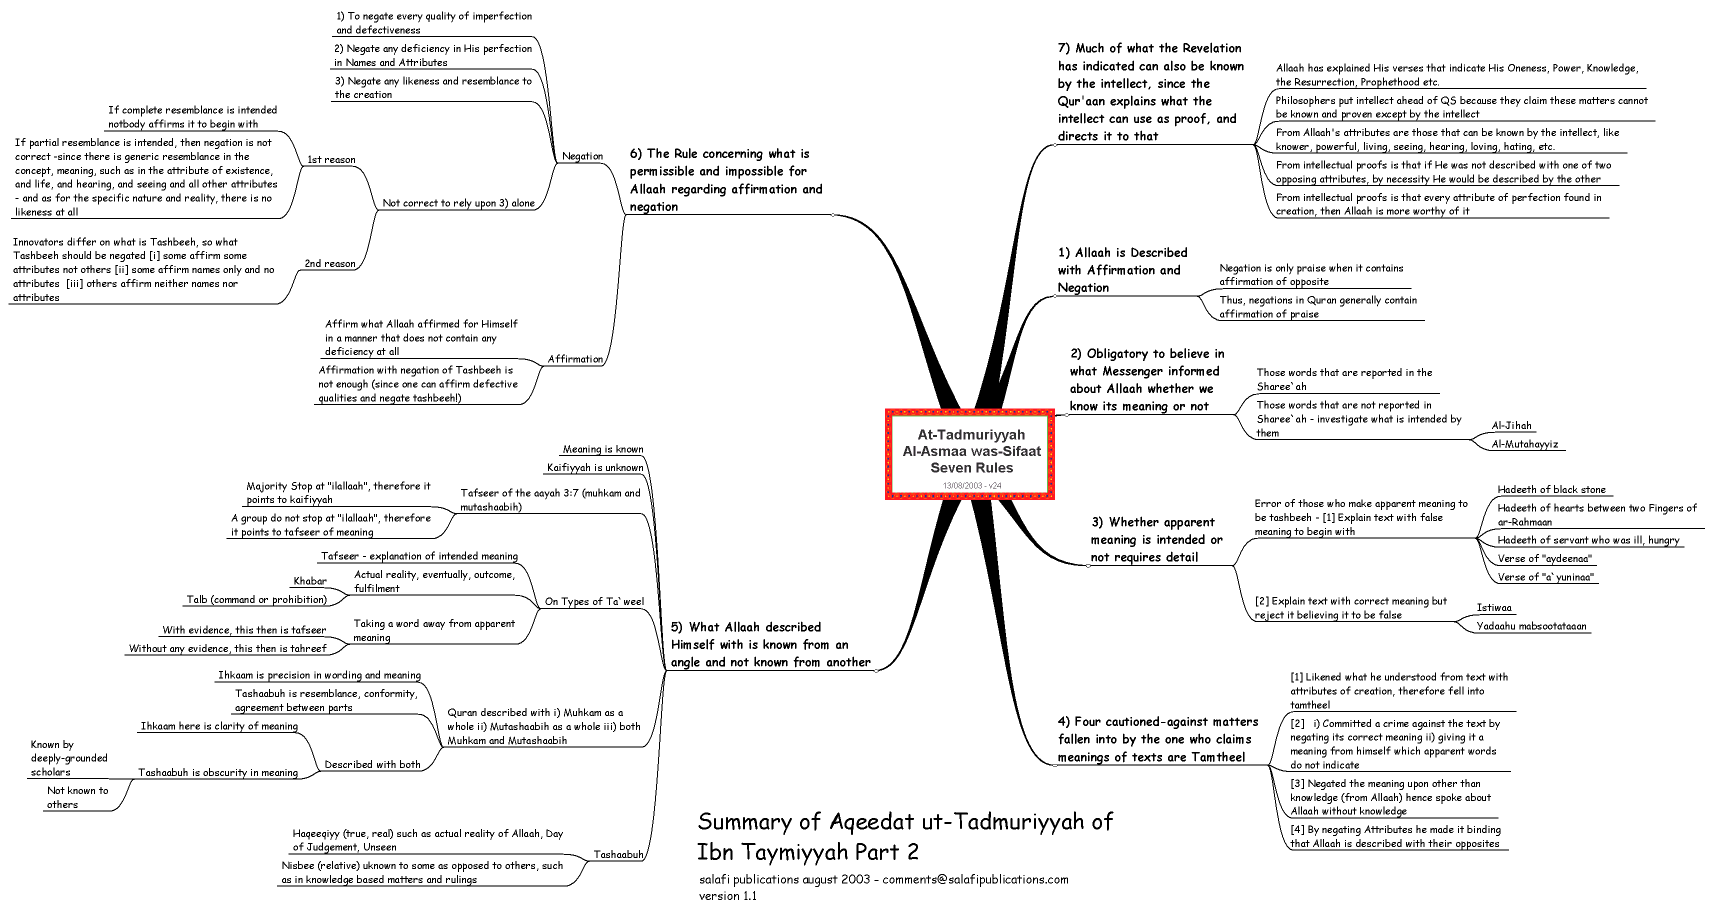 At-Tadmuriyyah
Al-Asmaa was-Sifaat
Seven Rules
13/08/2003 - v24
1) Allaah is Described
with Affirmation and
Negation
Negation is only praise when it contains
affirmation of opposite
Thus, negations in Quran generally contain
affirmation of praise
2) Obligatory to believe in
what Messenger informed
about Allaah whether we
know its meaning or not
Those words that are reported in the
Sharee`ah
Those words that are not reported in
Sharee`ah - investigate what is intended by
them
Al-Jihah
Al-Mutahayyiz
3) Whether apparent
meaning is intended or
not requires detail
Error of those who make apparent meaning to
be tashbeeh - [1] Explain text with false
meaning to begin with
Hadeeth of black stone
Hadeeth of hearts between two Fingers of
ar-Rahmaan
Hadeeth of servant who was ill, hungry
Verse of "aydeenaa"
Verse of "a`yuninaa"
[2] Explain text with correct meaning but
reject it believing it to be false
Istiwaa
Yadaahu mabsootataaan
4) Four cautioned-against matters
fallen into by the one who claims
meanings of texts are Tamtheel
[1] Likened what he understood from text with
attributes of creation, therefore fell into
tamtheel
[2]   i) Committed a crime against the text by
negating its correct meaning ii) giving it a
meaning from himself which apparent words
do not indicate
[3] Negated the meaning upon other than
knowledge (from Allaah) hence spoke about
Allaah without knowledge
[4] By negating Attributes he made it binding
that Allaah is described with their opposites
5) What Allaah described
Himself with is known from an
angle and not known from another
Meaning is known
Kaifiyyah is unknown
Tafseer of the aayah 3:7 (muhkam and
mutashaabih)
Majority Stop at "ilallaah", therefore it
points to kaifiyyah
A group do not stop at "ilallaah", therefore
it points to tafseer of meaning
On Types of Ta`weel
Tafseer - explanation of intended meaning
Actual reality, eventually, outcome,
fulfilment
Khabar
Talb (command or prohibition)
Taking a word away from apparent
meaning
With evidence, this then is tafseer
Without any evidence, this then is tahreef
Quran described with i) Muhkam as a
whole ii) Mutashaabih as a whole iii) both
Muhkam and Mutashaabih
Ihkaam is precision in wording and meaning
Tashaabuh is resemblance, conformity,
agreement between parts
Described with both
Ihkaam here is clarity of meaning
Tashaabuh is obscurity in meaning
Known by
deeply-grounded
scholars
Not known to
others
Tashaabuh
Haqeeqiyy (true, real) such as actual reality of Allaah, Day
of Judgement, Unseen
Nisbee (relative) uknown to some as opposed to others, such
as in knowledge based matters and rulings
6) The Rule concerning what is
permissible and impossible for
Allaah regarding affirmation and
negation
Negation
1) To negate every quality of imperfection
and defectiveness
2) Negate any deficiency in His perfection
in Names and Attributes
3) Negate any likeness and resemblance to
the creation
Not correct to rely upon 3) alone
1st reason
If complete resemblance is intended
notbody affirms it to begin with
If partial resemblance is intended, then negation is not
correct -since there is generic resemblance in the
concept, meaning, such as in the attribute of existence,
and life, and hearing, and seeing and all other attributes
- and as for the specific nature and reality, there is no
likeness at all
2nd reason
Innovators differ on what is Tashbeeh, so what
Tashbeeh should be negated [i] some affirm some
attributes not others [ii] some affirm names only and no
attributes  [iii] others affirm neither names nor
attributes
Affirmation
Affirm what Allaah affirmed for Himself
in a manner that does not contain any
deficiency at all
Affirmation with negation of Tashbeeh is
not enough (since one can affirm defective
qualities and negate tashbeeh!)
7) Much of what the Revelation
has indicated can also be known
by the intellect, since the
Qur'aan explains what the
intellect can use as proof, and
directs it to that
Allaah has explained His verses that indicate His Oneness, Power, Knowledge,
the Resurrection, Prophethood etc.
Philosophers put intellect ahead of QS because they claim these matters cannot
be known and proven except by the intellect
From Allaah's attributes are those that can be known by the intellect, like
knower, powerful, living, seeing, hearing, loving, hating, etc.
From intellectual proofs is that if He was not described with one of two
opposing attributes, by necessity He would be described by the other
From intellectual proofs is that every attribute of perfection found in
creation, then Allaah is more worthy of it
Summary of Aqeedat ut-Tadmuriyyah of
Ibn Taymiyyah Part 2
salafi publications august 2003 - comments@salafipublications.com
version 1.1